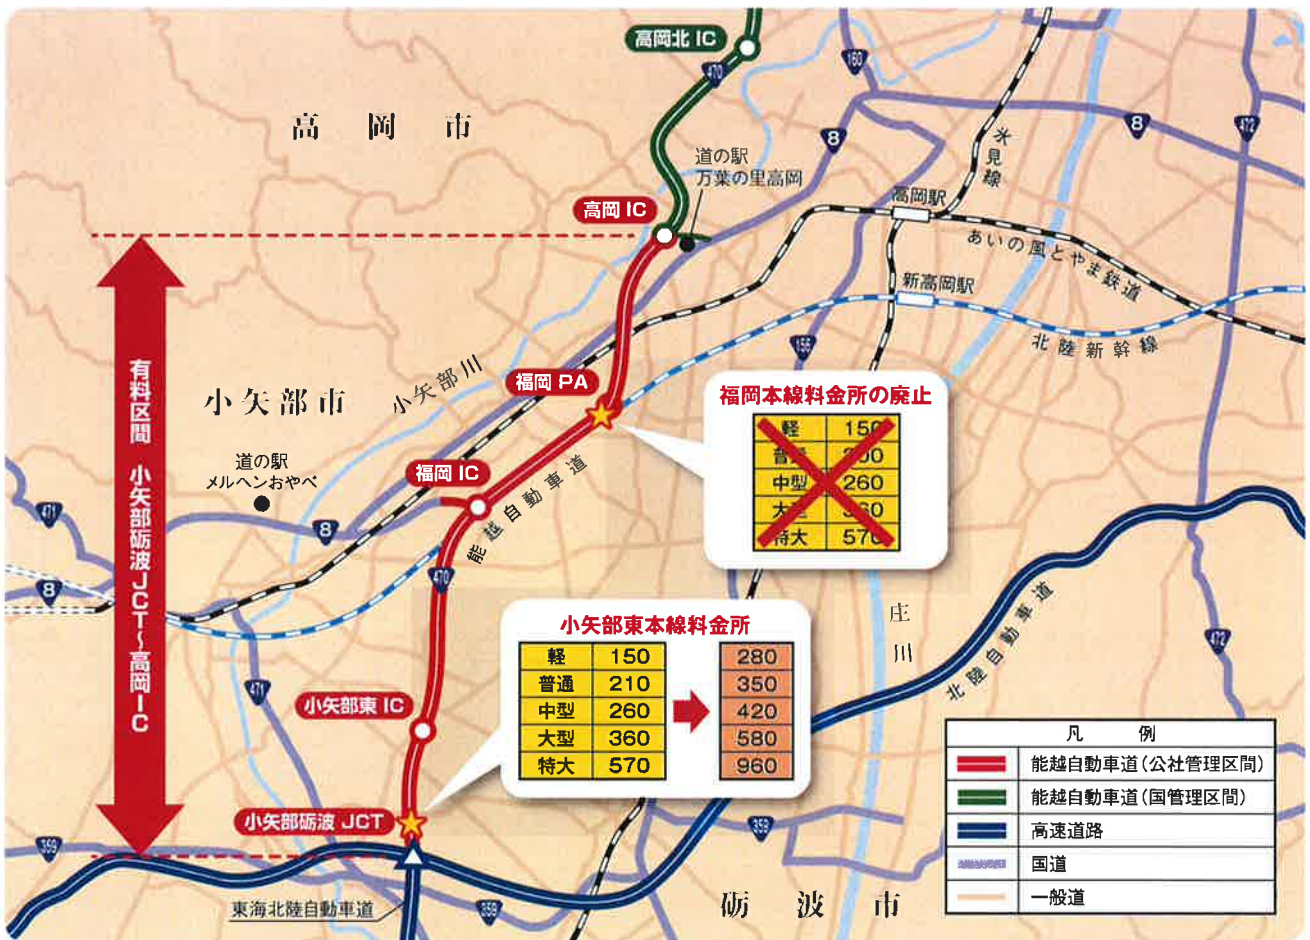 高岡北 IC
470
160
高岡市
8
8
472
氷見線
道の駅
万葉の里高岡
高岡駅
高岡 IC
あいの風とやま鉄道
新高岡駅
北陸新幹線
156
小矢部川
福岡 PA
小矢部市
有料区間 小矢部砺波JCT～高岡IC
福岡本線料金所の廃止
軽 150
普通 200
中型 260
大型 360
特大 570
道の駅
メルヘンおやべ
福岡 IC
能越自動車道
471
8
8
470
庄川
北陸自動車道
472
小矢部東本線料金所
軽 150 280
普通 210 350
中型 260 420
大型 360 580
特大 570 960
471
小矢部東 IC
小矢部砺波 JCT
359
359
359
東海北陸自動車道
砺波市
凡例
能越自動車道(公社管理区間)
能越自動車道(国管理区間)
高速道路
国道
一般道